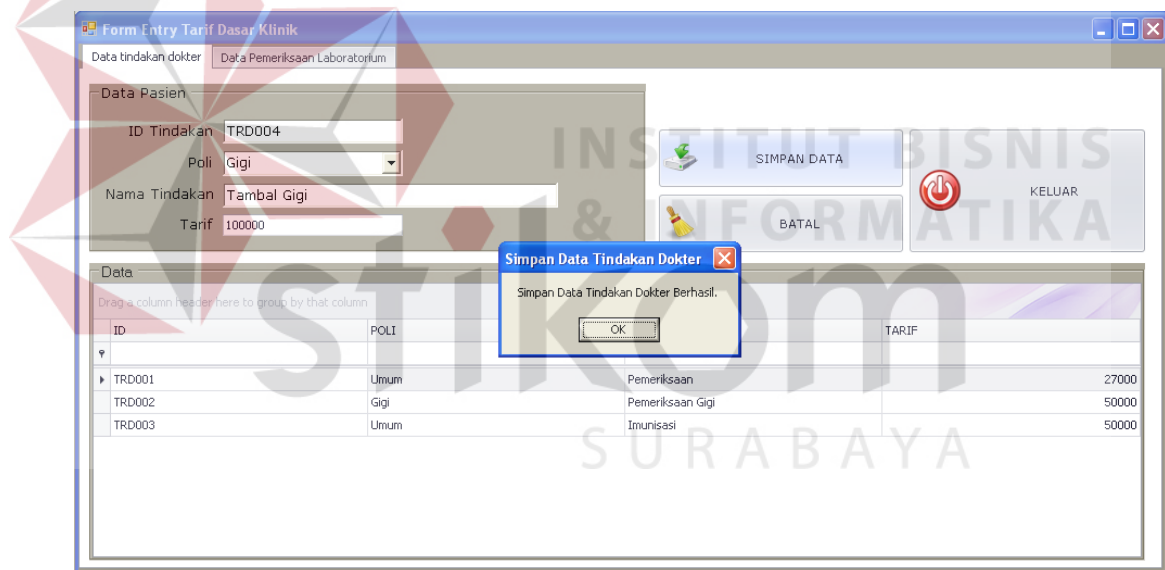 Form Entry Tarif Dasar Klinik
Data tindakan dokter
Data Pemeriksaan Laboratorium
Data Pasien
ID Tindakan TRD004
Poli Gigi
Nama Tindakan Tambal Gigi
Tarif 100000
SIMPAN DATA
BATAL
KELUAR
INSTITUT BISNIS
& INFORMATIKA
stikom
SURABAYA
Simpan Data Tindakan Dokter
Simpan Data Tindakan Dokter Berhasil.
OK
Data
Drag a column header here to group by that column
ID POLI TARIF
TRD001 Umum Pemeriksaan 27000
TRD002 Gigi Pemeriksaan Gigi 50000
TRD003 Umum Imunisasi 50000